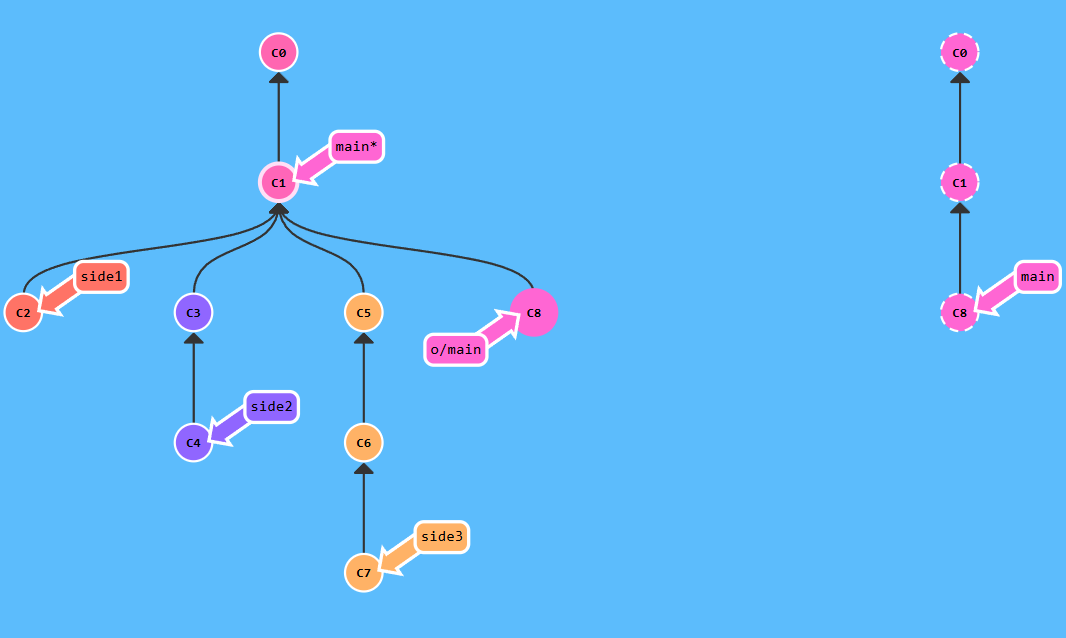 C0
C0
main*
C1
C1
side1
main
C2
C3
C5
C8
C8
o/main
side2
C4
C6
side3
C7